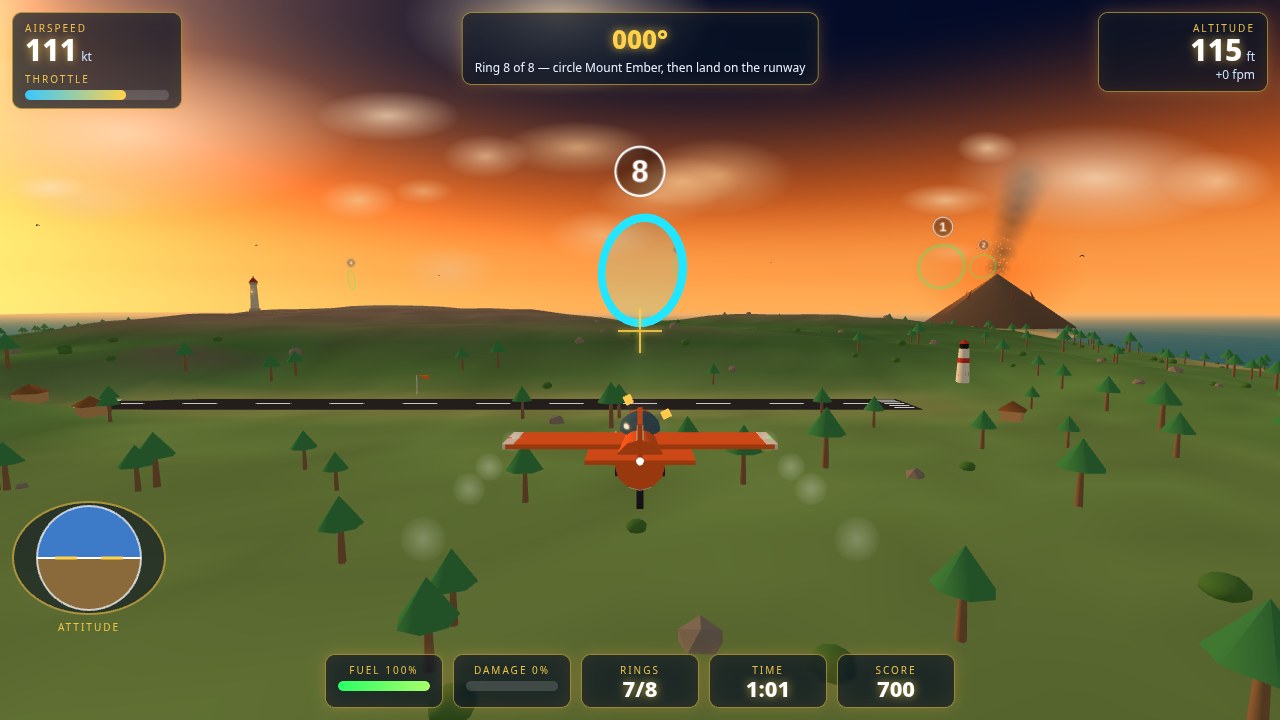 AIRSPEED
111 kt
THROTTLE
000°
Ring 8 of 8 — circle Mount Ember, then land on the runway
ALTITUDE
115 ft
+0 fpm
8
1
2
ATTITUDE
FUEL 100%
DAMAGE 0%
RINGS
7/8
TIME
1:01
SCORE
700